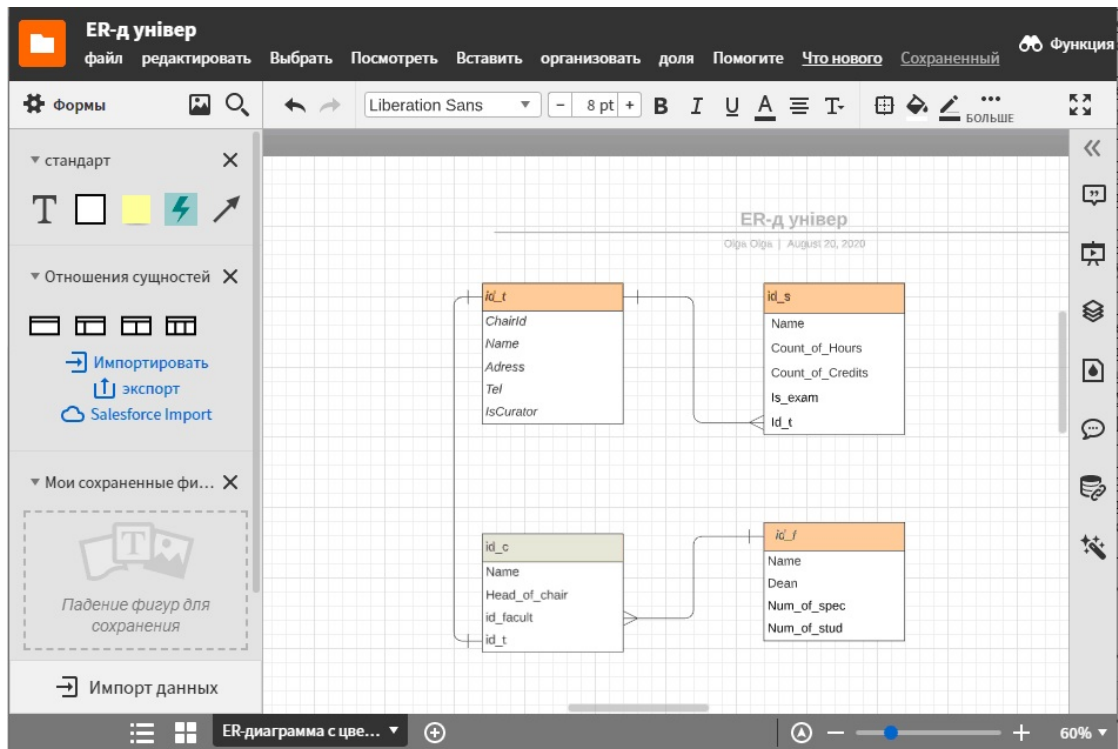 ER-д універ
файл редактировать Выбрать Посмотреть Вставить организовать доля Помогите Что нового Сохраненный Функция
Формы Liberation Sans - 8 pt + B I U A T БОЛЬШЕ
стандарт
T
Отношения сущностей
Импортировать
экспорт
Salesforce Import
Мои сохраненные фи...
Падение фигур для
сохранения
Импорт данных
ER-д універ
Olga Olga | August 20, 2020
id_t
ChairId
Name
Adress
Tel
IsCurator
id_s
Name
Count_of_Hours
Count_of_Credits
Is_exam
Id_t
id_c
Name
Head_of_chair
id_facult
id_t
id_f
Name
Dean
Num_of_spec
Num_of_stud
ER-диаграмма с цве... 60%